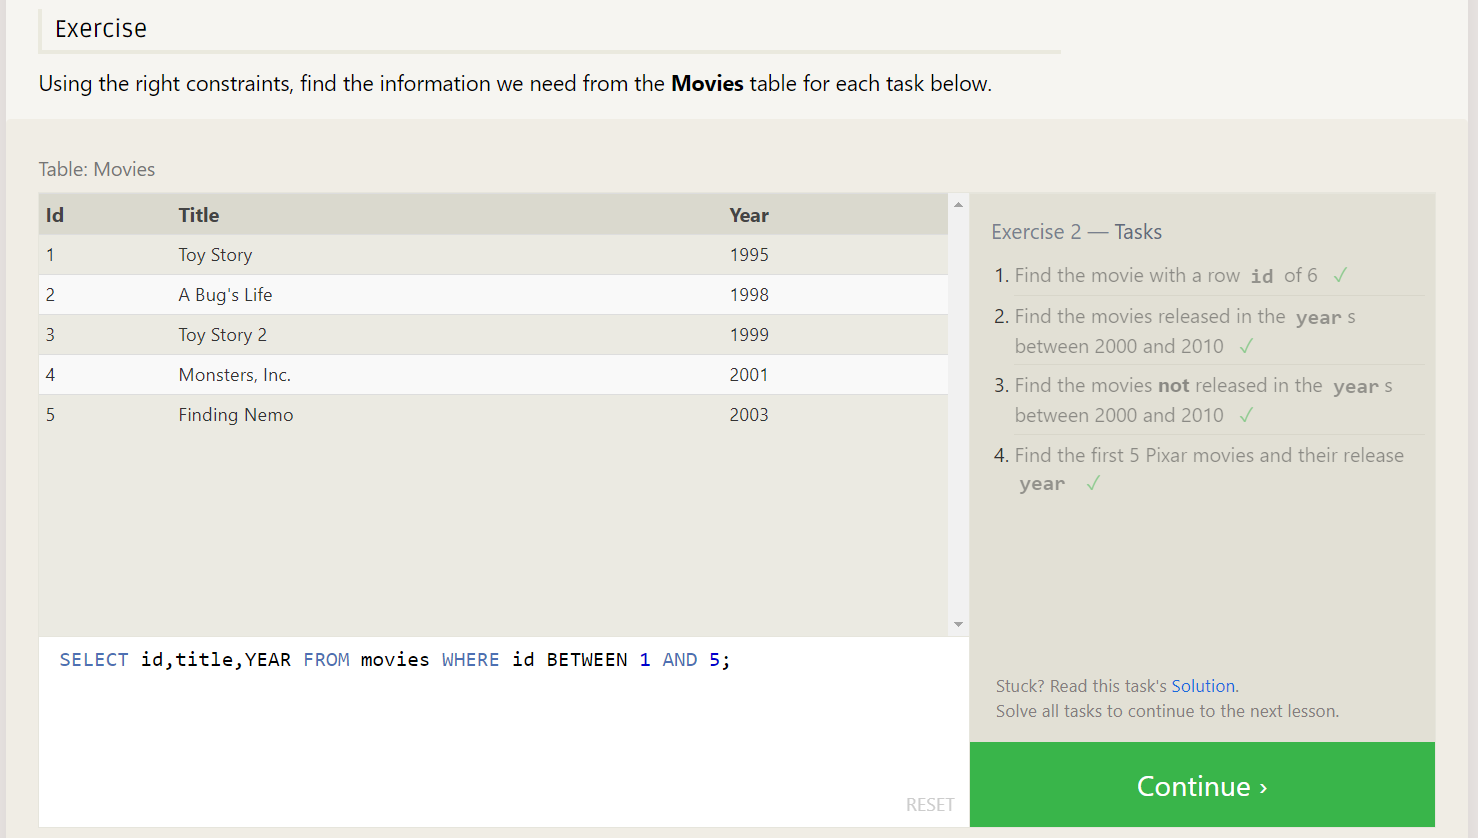 Exercise
Using the right constraints, find the information we need from the Movies table for each task below.
Table: Movies
Id Title Year
1 Toy Story 1995
2 A Bug's Life 1998
3 Toy Story 2 1999
4 Monsters, Inc. 2001
5 Finding Nemo 2003
SELECT id,title,YEAR FROM movies WHERE id BETWEEN 1 AND 5;
RESET
Exercise 2 — Tasks
1. Find the movie with a row id of 6 ✓
2. Find the movies released in the year s
between 2000 and 2010 ✓
3. Find the movies not released in the year s
between 2000 and 2010 ✓
4. Find the first 5 Pixar movies and their release
year ✓
Stuck? Read this task's Solution.
Solve all tasks to continue to the next lesson.
Continue ›